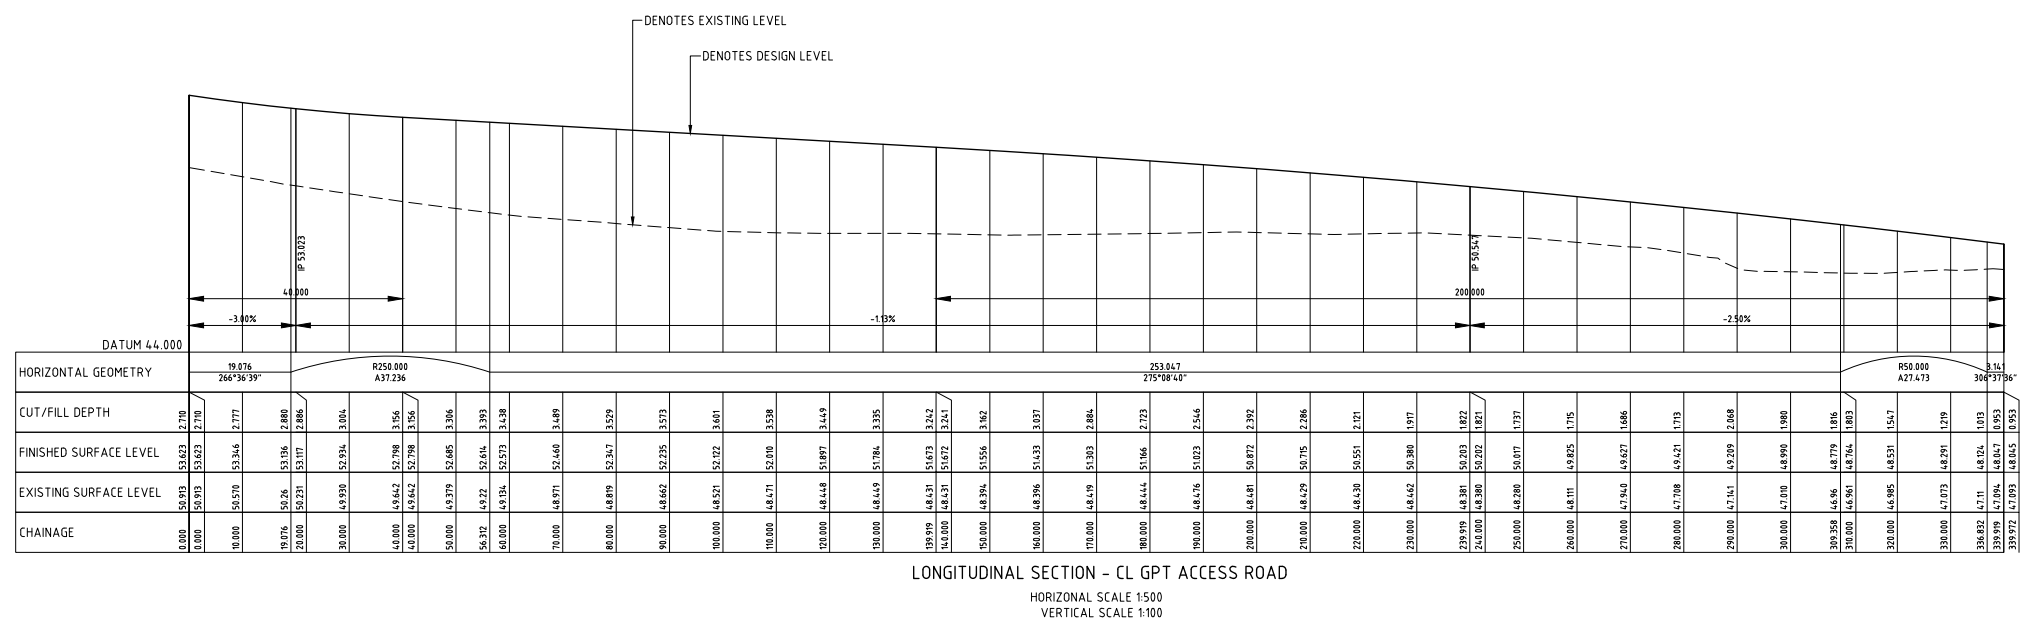 DENOTES EXISTING LEVEL
DENOTES DESIGN LEVEL
IP 53.023
IP 50.547
40.000
200.000
-3.00%
-1.13%
-2.50%
DATUM 44.000
HORIZONTAL GEOMETRY
19.076
266°36'39"
R250.000
A37.236
253.047
275°08'40"
R50.000
A27.473
3.141
306°37'36"
CUT/FILL DEPTH
2.710 2.710 2.777 2.880 2.886 3.004 3.156 3.156 3.306 3.393 3.438 3.489 3.529 3.573 3.601 3.538 3.449 3.335 3.242 3.241 3.162 3.037 2.884 2.723 2.546 2.392 2.286 2.121 1.917 1.822 1.821 1.737 1.715 1.686 1.713 2.068 1.980 1.816 1.803 1.547 1.219 1.013 0.953 0.953
FINISHED SURFACE LEVEL
53.623 53.623 53.346 53.136 53.117 52.934 52.798 52.798 52.685 52.614 52.573 52.460 52.347 52.235 52.122 52.010 51.897 51.784 51.673 51.672 51.556 51.433 51.303 51.166 51.023 50.872 50.715 50.551 50.380 50.203 50.202 50.017 49.825 49.627 49.421 49.209 48.990 48.779 48.764 48.531 48.291 48.124 48.047 48.045
EXISTING SURFACE LEVEL
50.913 50.913 50.570 50.26 50.231 49.930 49.642 49.642 49.379 49.22 49.134 48.971 48.819 48.662 48.521 48.471 48.448 48.449 48.431 48.431 48.394 48.396 48.419 48.444 48.476 48.481 48.429 48.430 48.462 48.381 48.380 48.280 48.111 47.940 47.708 47.141 47.010 46.96 46.961 46.985 47.073 47.11 47.094 47.093
CHAINAGE
0.000 0.000 10.000 19.076 20.000 30.000 40.000 40.000 50.000 56.312 60.000 70.000 80.000 90.000 100.000 110.000 120.000 130.000 139.919 140.000 150.000 160.000 170.000 180.000 190.000 200.000 210.000 220.000 230.000 239.919 240.000 250.000 260.000 270.000 280.000 290.000 300.000 309.358 310.000 320.000 330.000 336.832 339.919 339.972
LONGITUDINAL SECTION - CL GPT ACCESS ROAD
HORIZONAL SCALE 1:500
VERTICAL SCALE 1:100